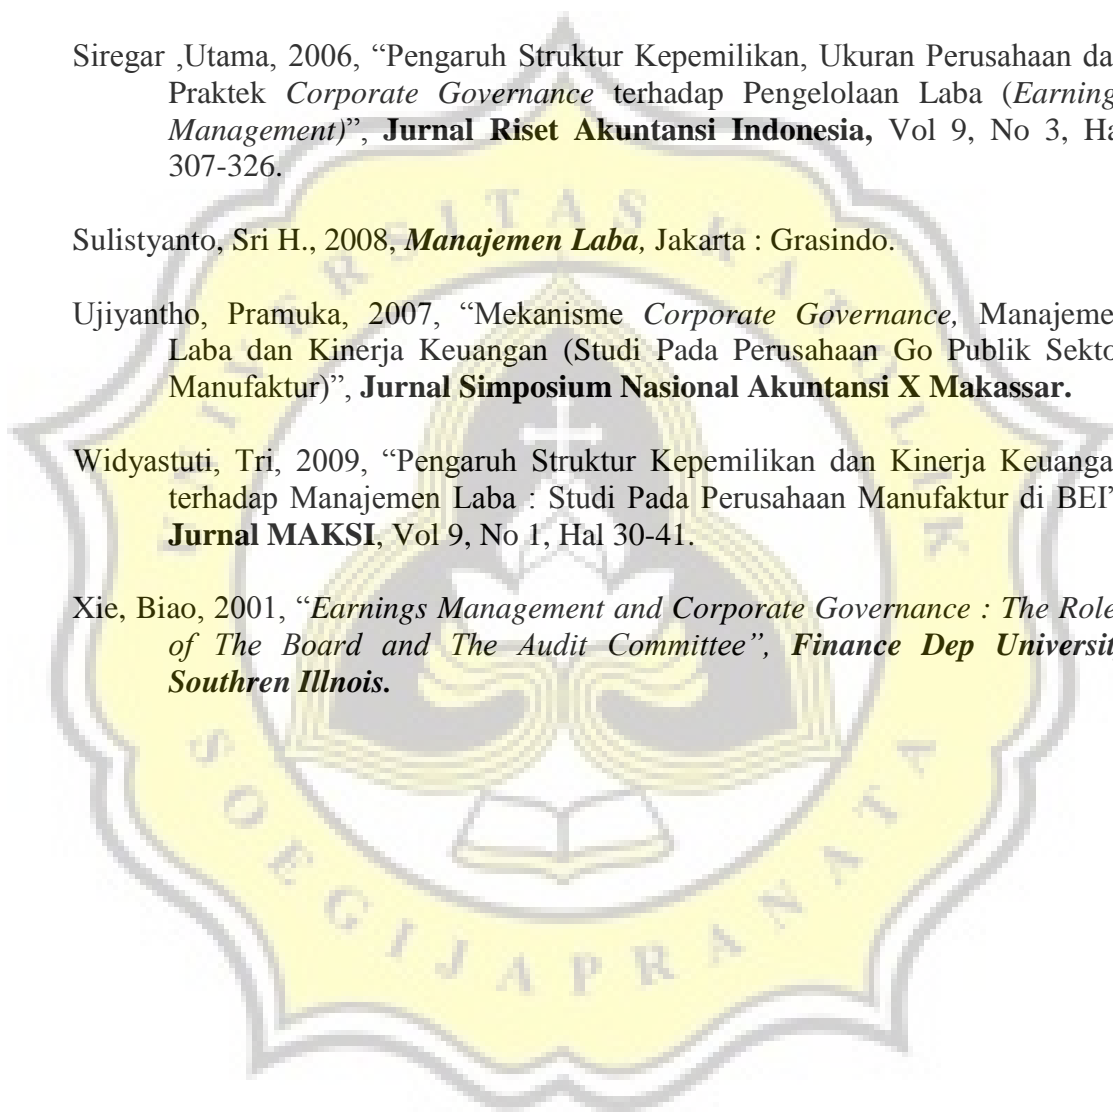 Siregar ,Utama, 2006, “Pengaruh Struktur Kepemilikan, Ukuran Perusahaan da
Praktek Corporate Governance terhadap Pengelolaan Laba (Earning
Management)”, Jurnal Riset Akuntansi Indonesia, Vol 9, No 3, Ha
307-326.
Sulistyanto, Sri H., 2008, Manajemen Laba, Jakarta : Grasindo.
Ujiyantho, Pramuka, 2007, “Mekanisme Corporate Governance, Manajeme
Laba dan Kinerja Keuangan (Studi Pada Perusahaan Go Publik Sekto
Manufaktur)”, Jurnal Simposium Nasional Akuntansi X Makassar.
Widyastuti, Tri, 2009, “Pengaruh Struktur Kepemilikan dan Kinerja Keuanga
terhadap Manajemen Laba : Studi Pada Perusahaan Manufaktur di BEI”
Jurnal MAKSI, Vol 9, No 1, Hal 30-41.
Xie, Biao, 2001, “Earnings Management and Corporate Governance : The Role
of The Board and The Audit Committee”, Finance Dep Universit
Southren Illnois.
UNIVERSITAS KATOLIK
SOEGIJAPRANATA